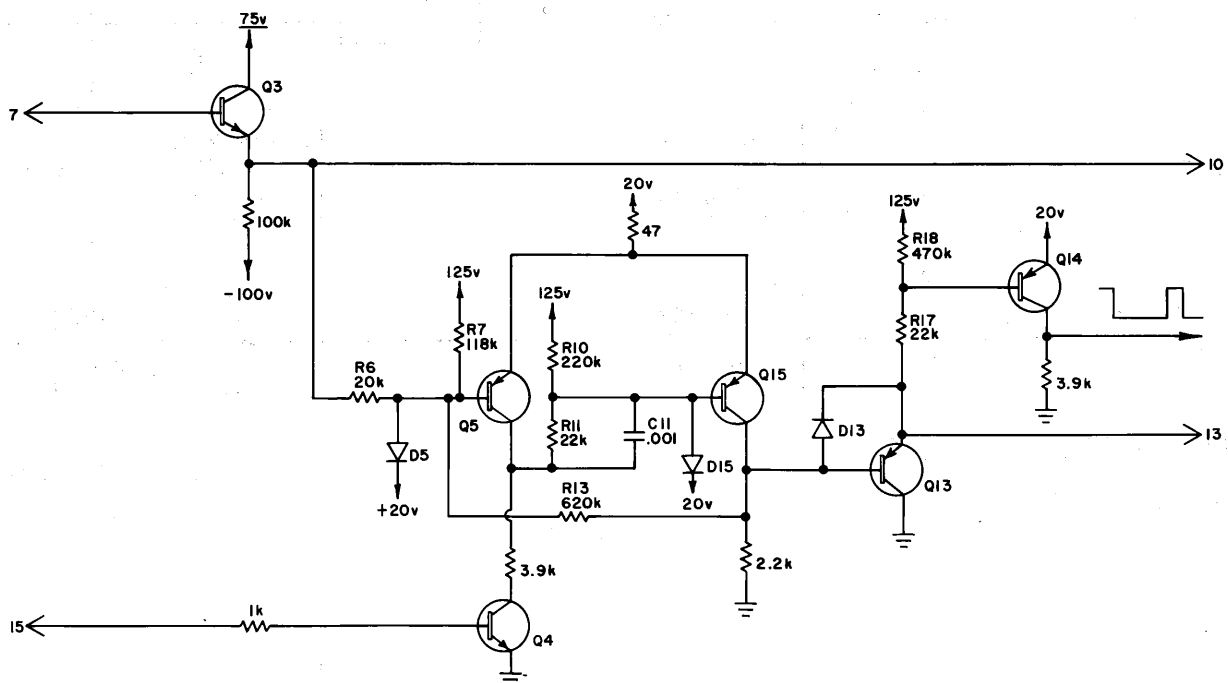 75v
Q3
7
10
100k
-100v
20v
47
125v
R18
470k
20v
Q14
125v
R7
118k
125v
R10
220k
R17
22k
R6
20k
Q15
3.9k
Q5
R11
22k
C11
.001
D13
13
D5
D15
Q13
+20v
R13
620k
20v
3.9k
2.2k
1k
15
Q4